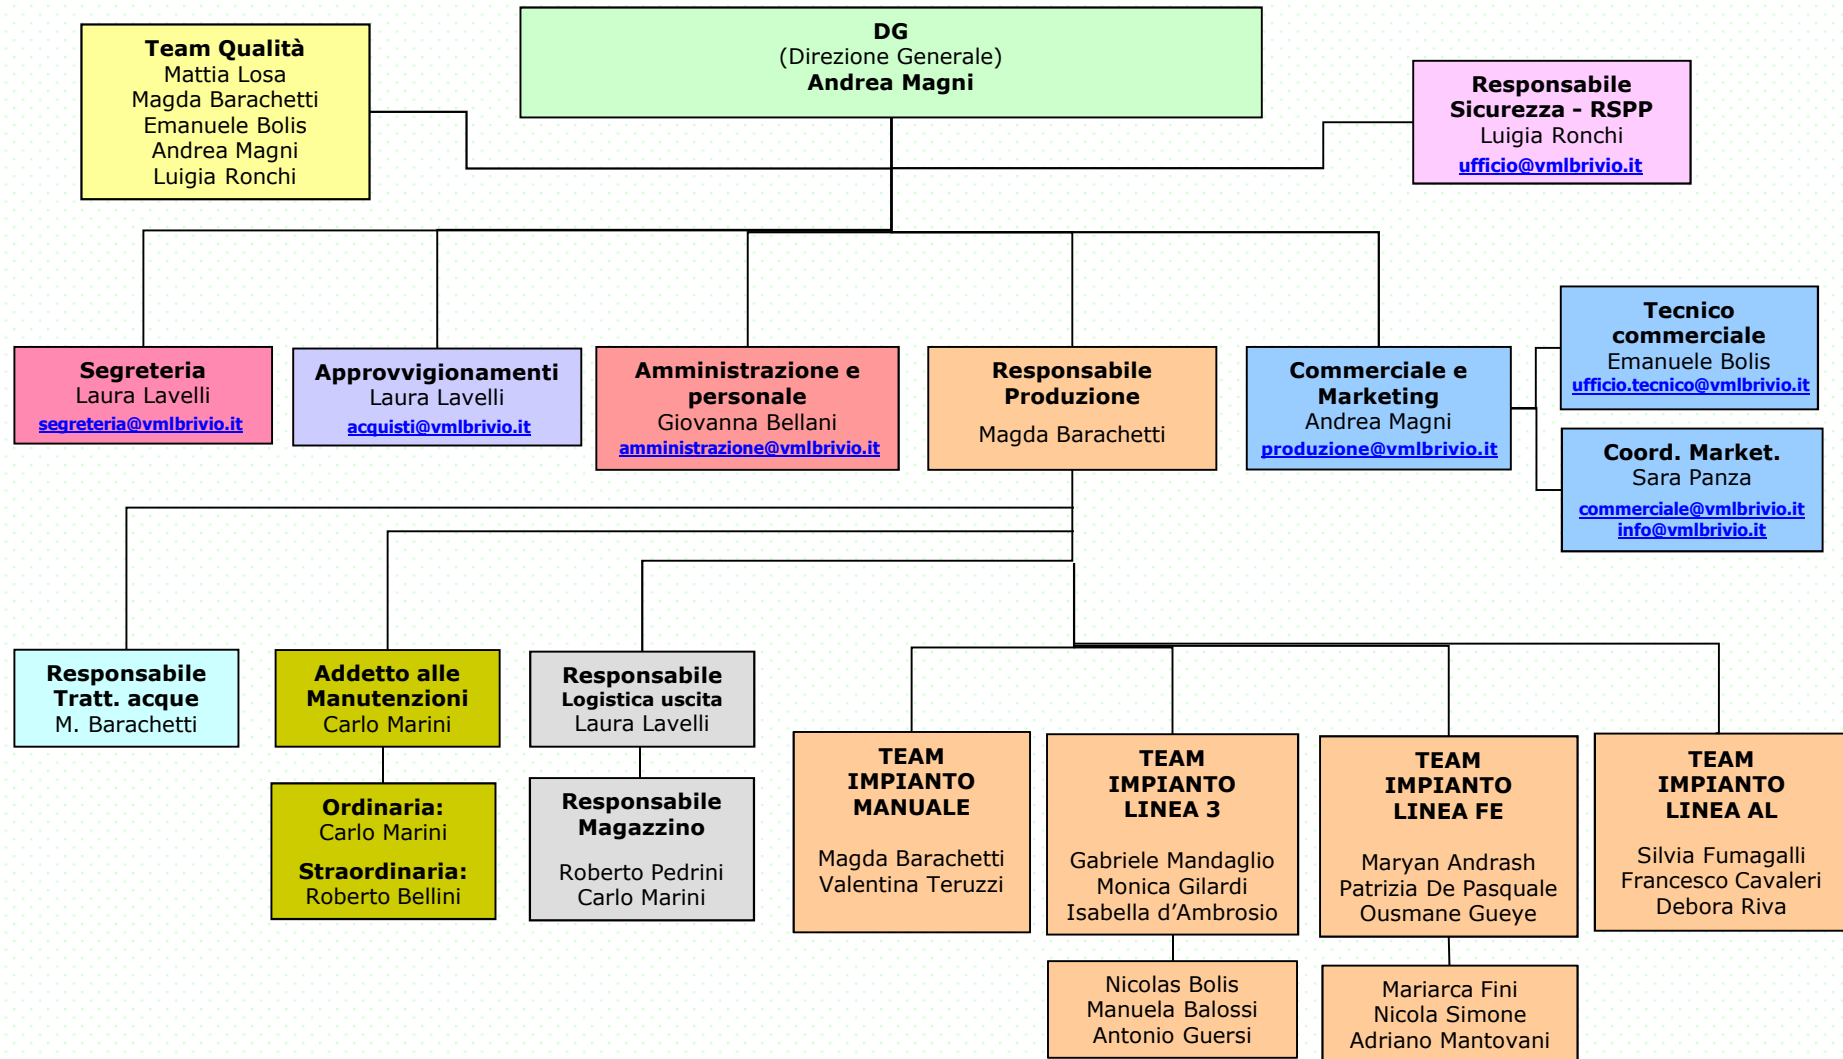 Team Qualità
Mattia Losa
Magda Barachetti
Emanuele Bolis
Andrea Magni
Luigia Ronchi
DG
(Direzione Generale)
Andrea Magni
Responsabile
Sicurezza - RSPP
Luigia Ronchi
ufficio@vmlbrivio.it
Segreteria
Laura Lavelli
segreteria@vmlbrivio.it
Approvvigionamenti
Laura Lavelli
acquisti@vmlbrivio.it
Amministrazione e
personale
Giovanna Bellani
amministrazione@vmlbrivio.it
Responsabile
Produzione
Magda Barachetti
Commerciale e
Marketing
Andrea Magni
produzione@vmlbrivio.it
Tecnico
commerciale
Emanuele Bolis
ufficio.tecnico@vmlbrivio.it
Coord. Market.
Sara Panza
commerciale@vmlbrivio.it
info@vmlbrivio.it
Responsabile
Tratt. acque
M. Barachetti
Addetto alle
Manutenzioni
Carlo Marini
Ordinaria:
Carlo Marini
Straordinaria:
Roberto Bellini
Responsabile
Logistica uscita
Laura Lavelli
Responsabile
Magazzino
Roberto Pedrini
Carlo Marini
TEAM
IMPIANTO
MANUALE
Magda Barachetti
Valentina Teruzzi
TEAM
IMPIANTO
LINEA 3
Gabriele Mandaglio
Monica Gilardi
Isabella d’Ambrosio
Nicolas Bolis
Manuela Balossi
Antonio Guersi
TEAM
IMPIANTO
LINEA FE
Maryan Andrash
Patrizia De Pasquale
Ousmane Gueye
Mariarca Fini
Nicola Simone
Adriano Mantovani
TEAM
IMPIANTO
LINEA AL
Silvia Fumagalli
Francesco Cavaleri
Debora Riva